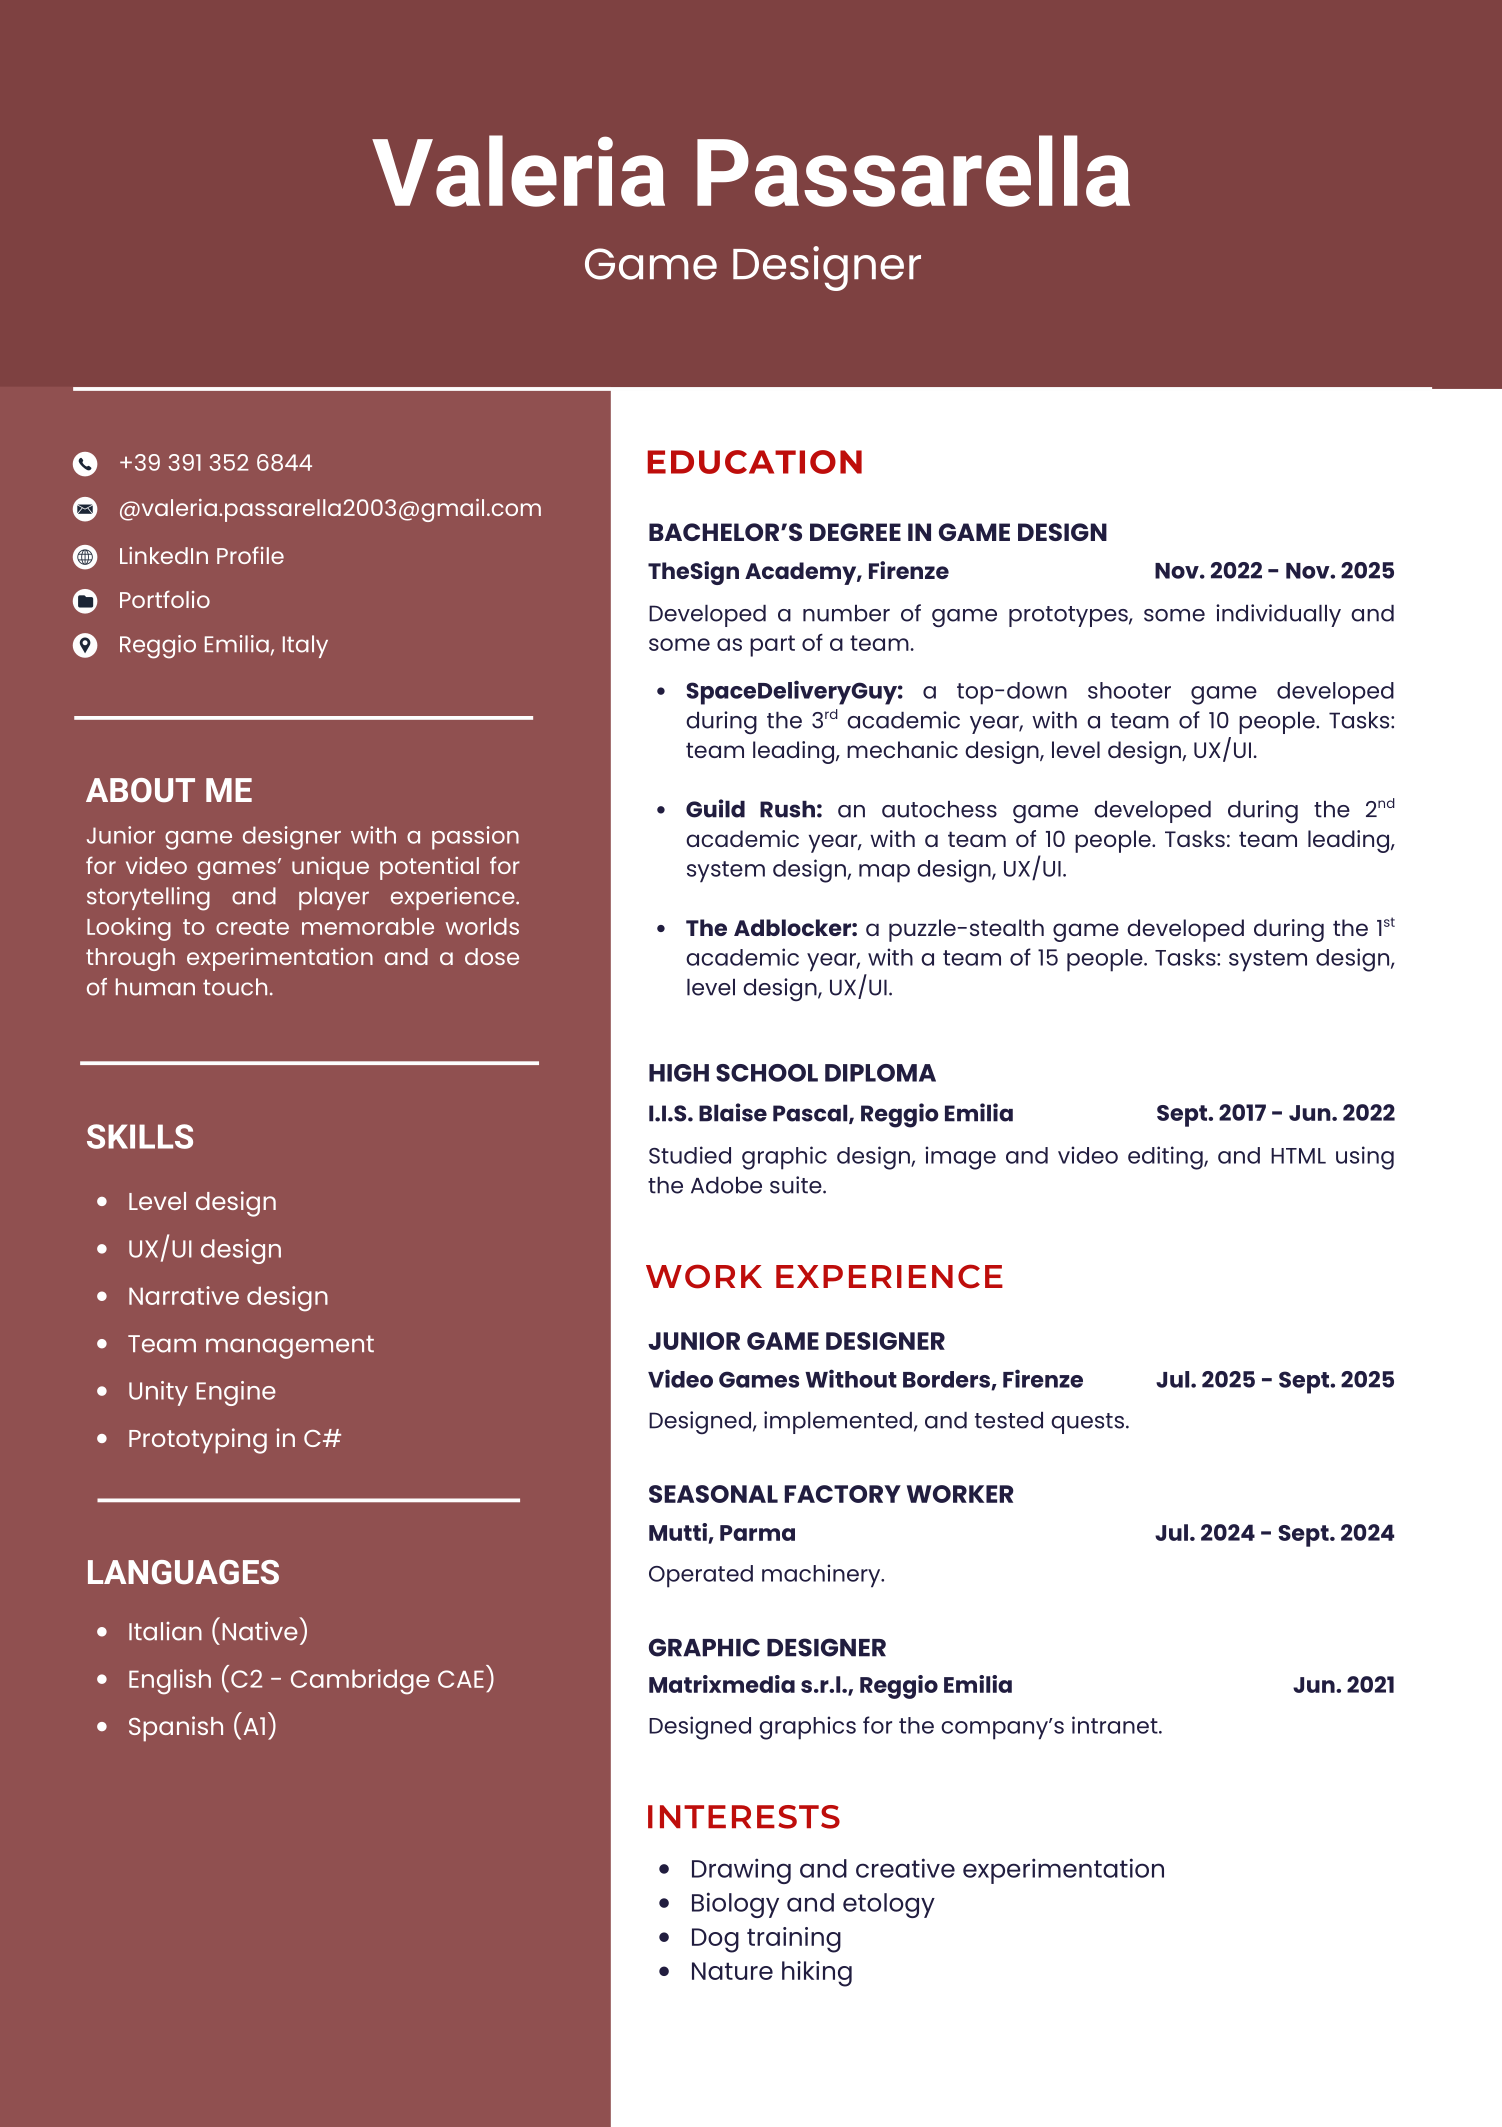 Valeria Passarella
Game Designer
+39 391 352 6844
@valeria.passarella2003@gmail.com
LinkedIn Profile
Portfolio
Reggio Emilia, Italy
ABOUT ME
Junior game designer with a passion
for video games’ unique potential for
storytelling and player experience.
Looking to create memorable worlds
through experimentation and a dose
of human touch.
SKILLS
• Level design
• UX/UI design
• Narrative design
• Team management
• Unity Engine
• Prototyping in C#
LANGUAGES
• Italian (Native)
• English (C2 - Cambridge CAE)
• Spanish (A1)
EDUCATION
BACHELOR’S DEGREE IN GAME DESIGN
TheSign Academy, Firenze Nov. 2022 - Nov. 2025
Developed a number of game prototypes, some individually and
some as part of a team.
• SpaceDeliveryGuy: a top-down shooter game developed
during the 3rd academic year, with a team of 10 people. Tasks:
team leading, mechanic design, level design, UX/UI.
• Guild Rush: an autochess game developed during the 2nd
academic year, with a team of 10 people. Tasks: team leading,
system design, map design, UX/UI.
• The Adblocker: a puzzle-stealth game developed during the 1st
academic year, with a team of 15 people. Tasks: system design,
level design, UX/UI.
HIGH SCHOOL DIPLOMA
I.I.S. Blaise Pascal, Reggio Emilia Sept. 2017 - Jun. 2022
Studied graphic design, image and video editing, and HTML using
the Adobe suite.
WORK EXPERIENCE
JUNIOR GAME DESIGNER
Video Games Without Borders, Firenze Jul. 2025 - Sept. 2025
Designed, implemented, and tested quests.
SEASONAL FACTORY WORKER
Mutti, Parma Jul. 2024 - Sept. 2024
Operated machinery.
GRAPHIC DESIGNER
Matrixmedia s.r.l., Reggio Emilia Jun. 2021
Designed graphics for the company’s intranet.
INTERESTS
• Drawing and creative experimentation
• Biology and etology
• Dog training
• Nature hiking